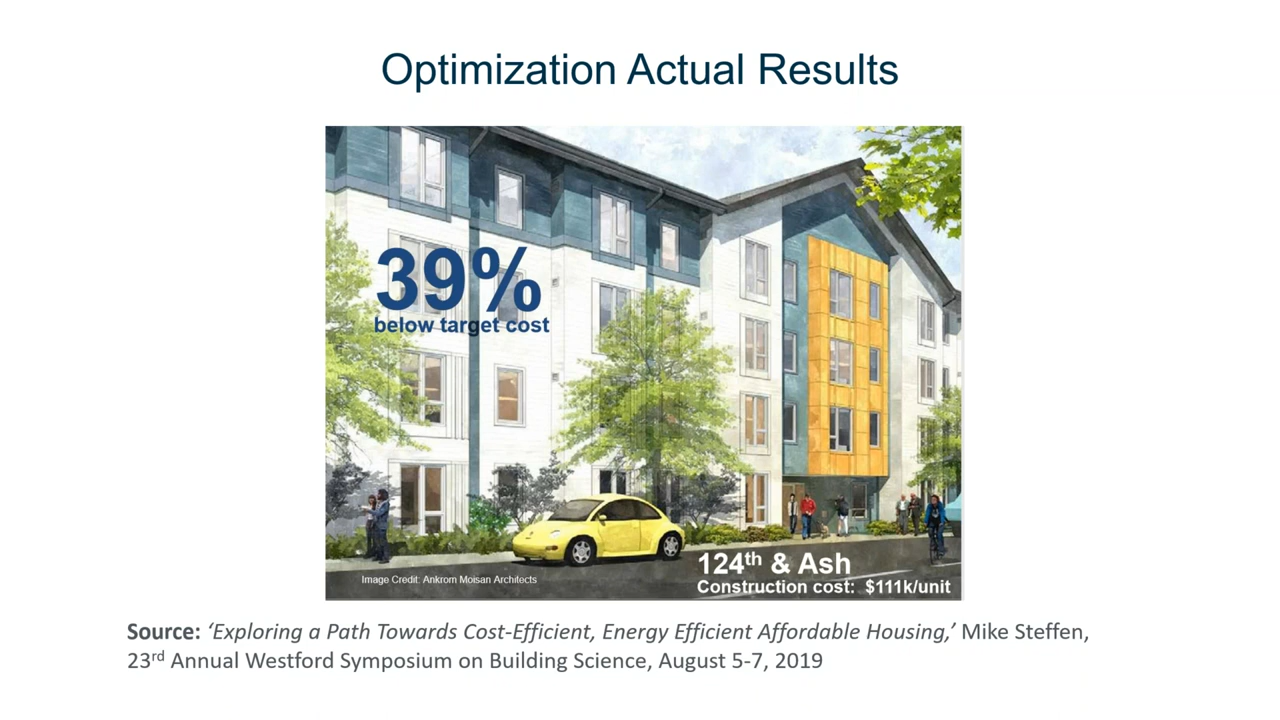 Optimization Actual Results
39%
below target cost
124th & Ash
Image Credit: Ankrom Moisan Architects
Construction cost: $111k/unit
Source: ‘Exploring a Path Towards Cost-Efficient, Energy Efficient Affordable Housing,’ Mike Steffen,
23rd Annual Westford Symposium on Building Science, August 5-7, 2019